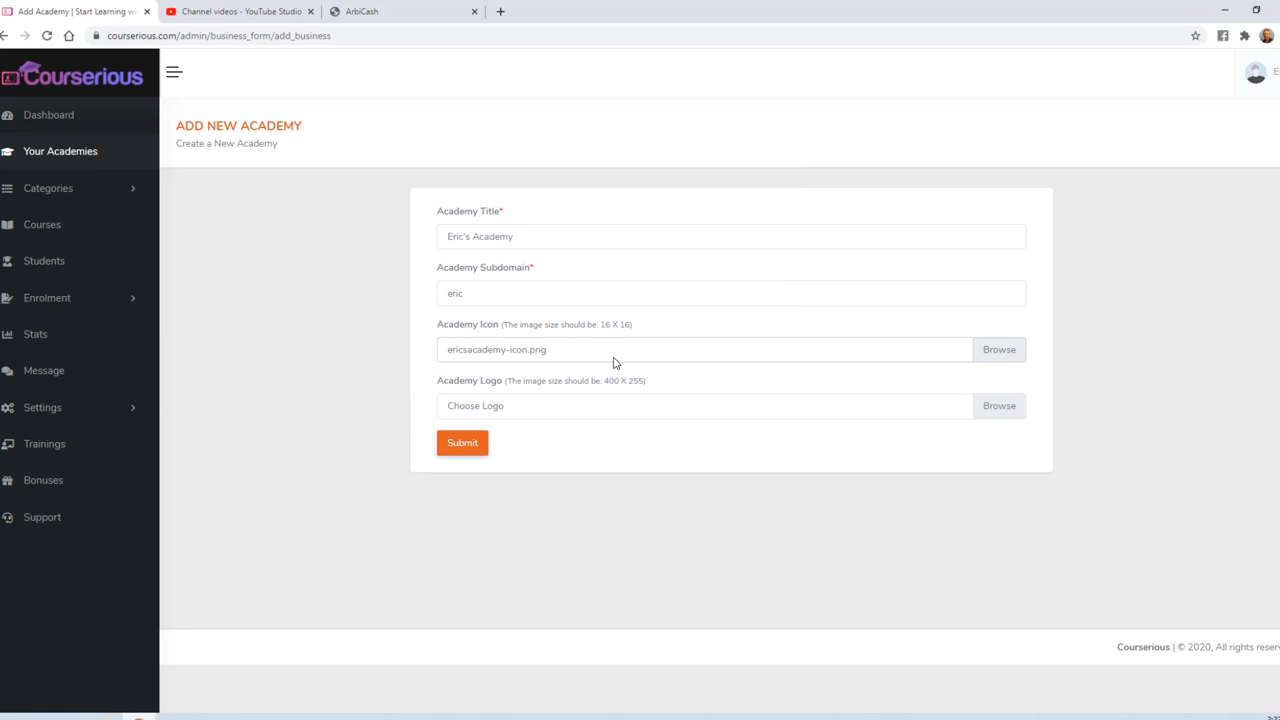 Add Academy | Start Learning wi
Channel videos - YouTube Studio
ArbiCash
courserious.com/admin/business_form/add_business
Courserious
Dashboard
Your Academies
Categories
Courses
Students
Enrolment
Stats
Message
Settings
Trainings
Bonuses
Support
ADD NEW ACADEMY
Create a New Academy
Academy Title*
Eric's Academy
Academy Subdomain*
eric
Academy Icon (The image size should be: 16 X 16)
ericsacademy-icon.png Browse
Academy Logo (The image size should be: 400 X 255)
Choose Logo Browse
Submit
Courserious | © 2020, All rights reser